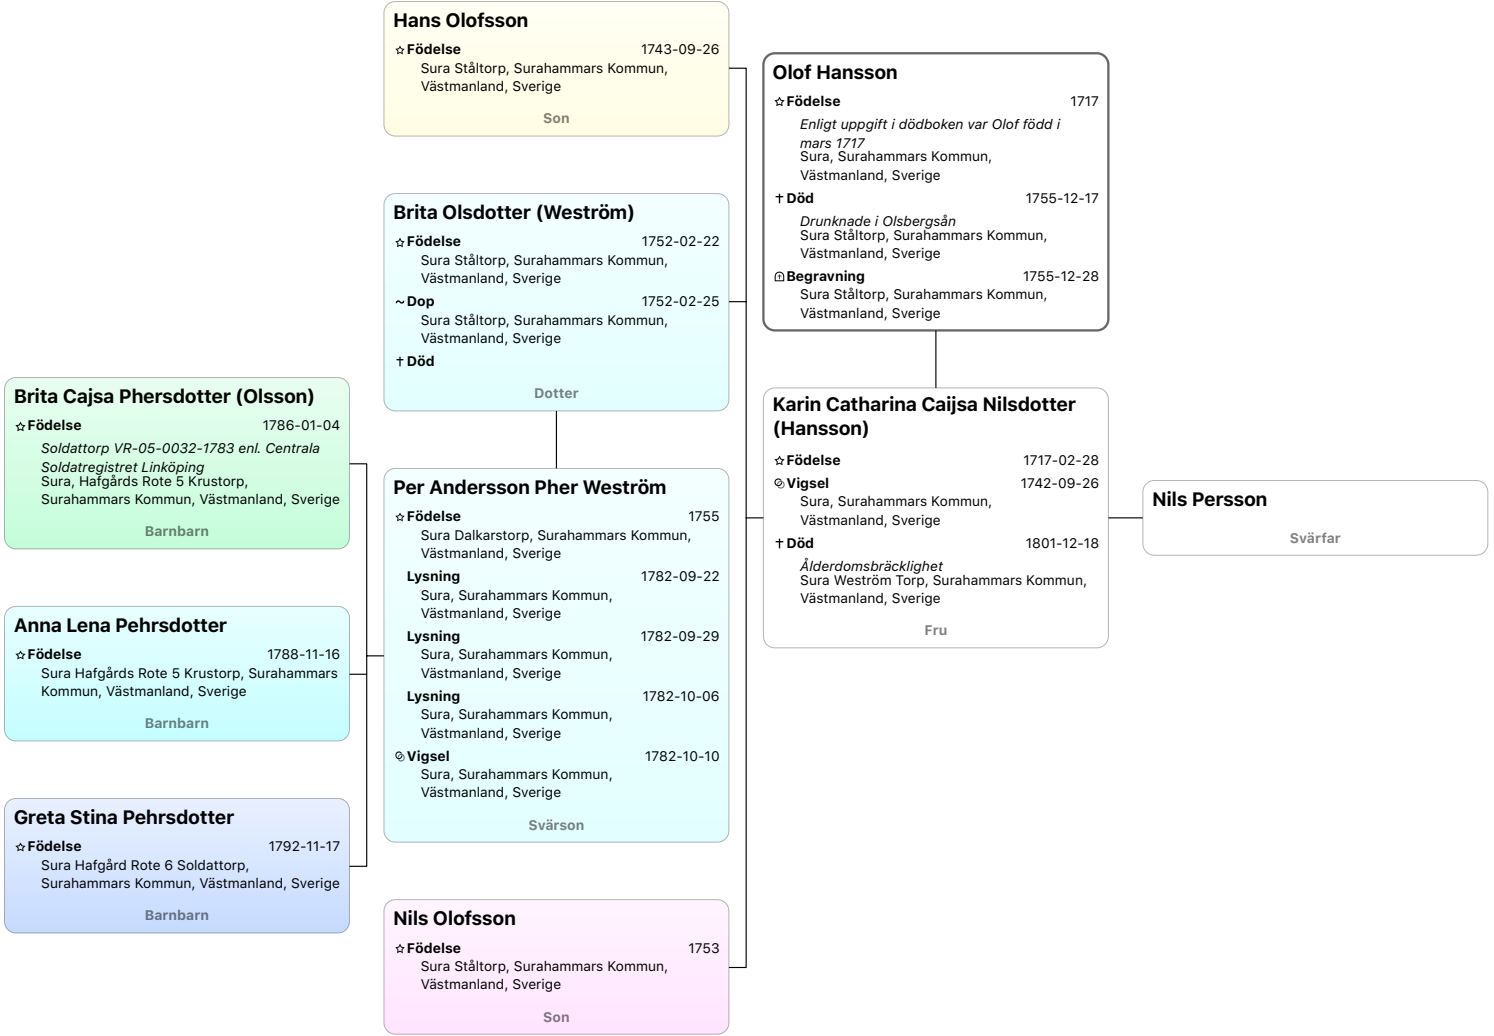 Hans Olofsson
☆ Födelse 1743-09-26
Sura Ståltorp, Surahammars Kommun,
Västmanland, Sverige
Son
Olof Hansson
☆ Födelse 1717
Enligt uppgift i dödboken var Olof född i
mars 1717
Sura, Surahammars Kommun,
Västmanland, Sverige
† Död 1755-12-17
Drunknade i Olsbergsån
Sura Ståltorp, Surahammars Kommun,
Västmanland, Sverige
Begravning 1755-12-28
Sura Ståltorp, Surahammars Kommun,
Västmanland, Sverige
Brita Olsdotter (Weström)
☆ Födelse 1752-02-22
Sura Ståltorp, Surahammars Kommun,
Västmanland, Sverige
~ Dop 1752-02-25
Sura Ståltorp, Surahammars Kommun,
Västmanland, Sverige
† Död
Dotter
Brita Cajsa Phersdotter (Olsson)
☆ Födelse 1786-01-04
Soldattorp VR-05-0032-1783 enl. Centrala
Soldatregistret Linköping
Sura, Hafgårds Rote 5 Krustorp,
Surahammars Kommun, Västmanland, Sverige
Barnbarn
Karin Catharina Caijsa Nilsdotter
(Hansson)
☆ Födelse 1717-02-28
Vigsel 1742-09-26
Sura, Surahammars Kommun,
Västmanland, Sverige
† Död 1801-12-18
Ålderdomsbräcklighet
Sura Weström Torp, Surahammars Kommun,
Västmanland, Sverige
Fru
Per Andersson Pher Weström
☆ Födelse 1755
Sura Dalkarstorp, Surahammars Kommun,
Västmanland, Sverige
Lysning 1782-09-22
Sura, Surahammars Kommun,
Västmanland, Sverige
Lysning 1782-09-29
Sura, Surahammars Kommun,
Västmanland, Sverige
Lysning 1782-10-06
Sura, Surahammars Kommun,
Västmanland, Sverige
Vigsel 1782-10-10
Sura, Surahammars Kommun,
Västmanland, Sverige
Svärson
Nils Persson
Svärfar
Anna Lena Pehrsdotter
☆ Födelse 1788-11-16
Sura Hafgårds Rote 5 Krustorp, Surahammars
Kommun, Västmanland, Sverige
Barnbarn
Greta Stina Pehrsdotter
☆ Födelse 1792-11-17
Sura Hafgård Rote 6 Soldattorp,
Surahammars Kommun, Västmanland, Sverige
Barnbarn
Nils Olofsson
☆ Födelse 1753
Sura Ståltorp, Surahammars Kommun,
Västmanland, Sverige
Son